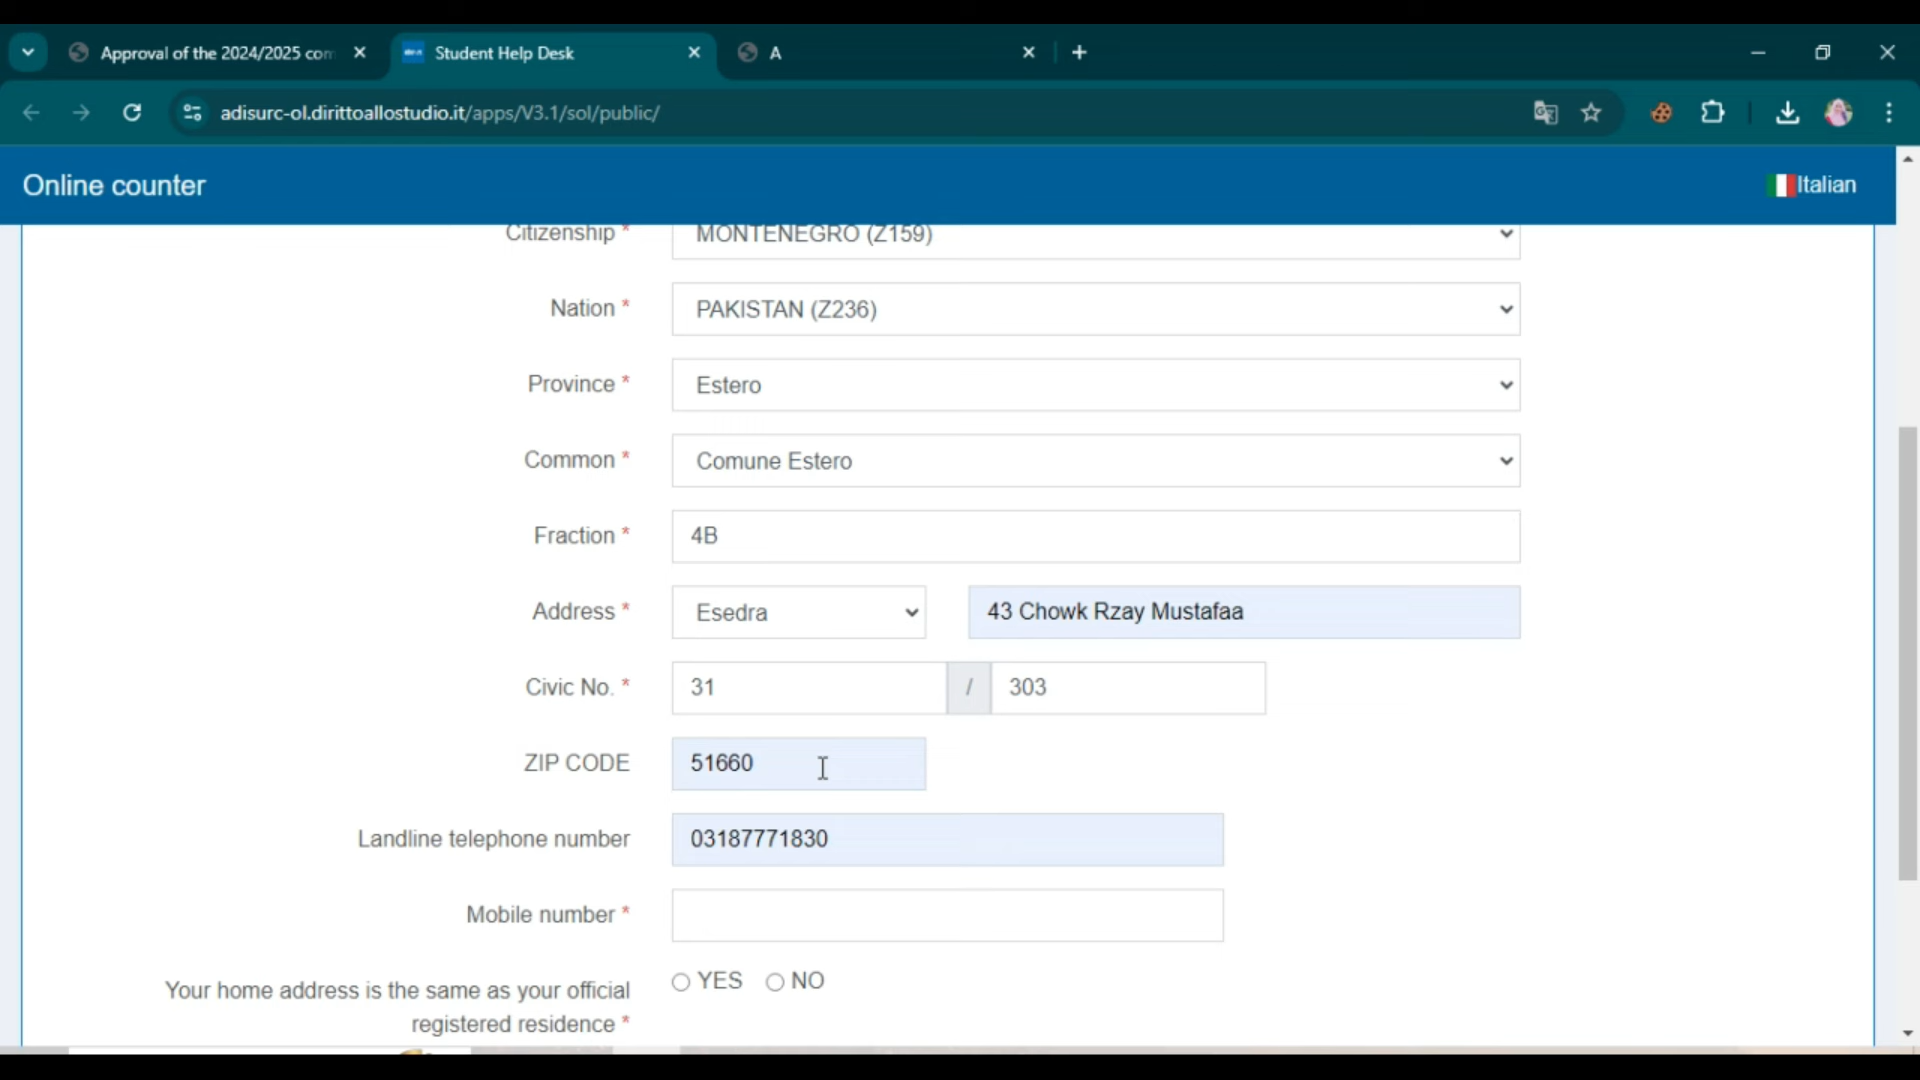 Approval of the 2024/2025 com
Student Help Desk
A
adisurc-ol.dirittoallostudio.it/apps/V3.1/sol/public/
Online counter
Italian
Citizenship * MONTENEGRO (Z159)
Nation * PAKISTAN (Z236)
Province * Estero
Common * Comune Estero
Fraction * 4B
Address * Esedra 43 Chowk Rzay Mustafaa
Civic No. * 31 / 303
ZIP CODE 51660
Landline telephone number 03187771830
Mobile number *
Your home address is the same as your official YES NO
registered residence *